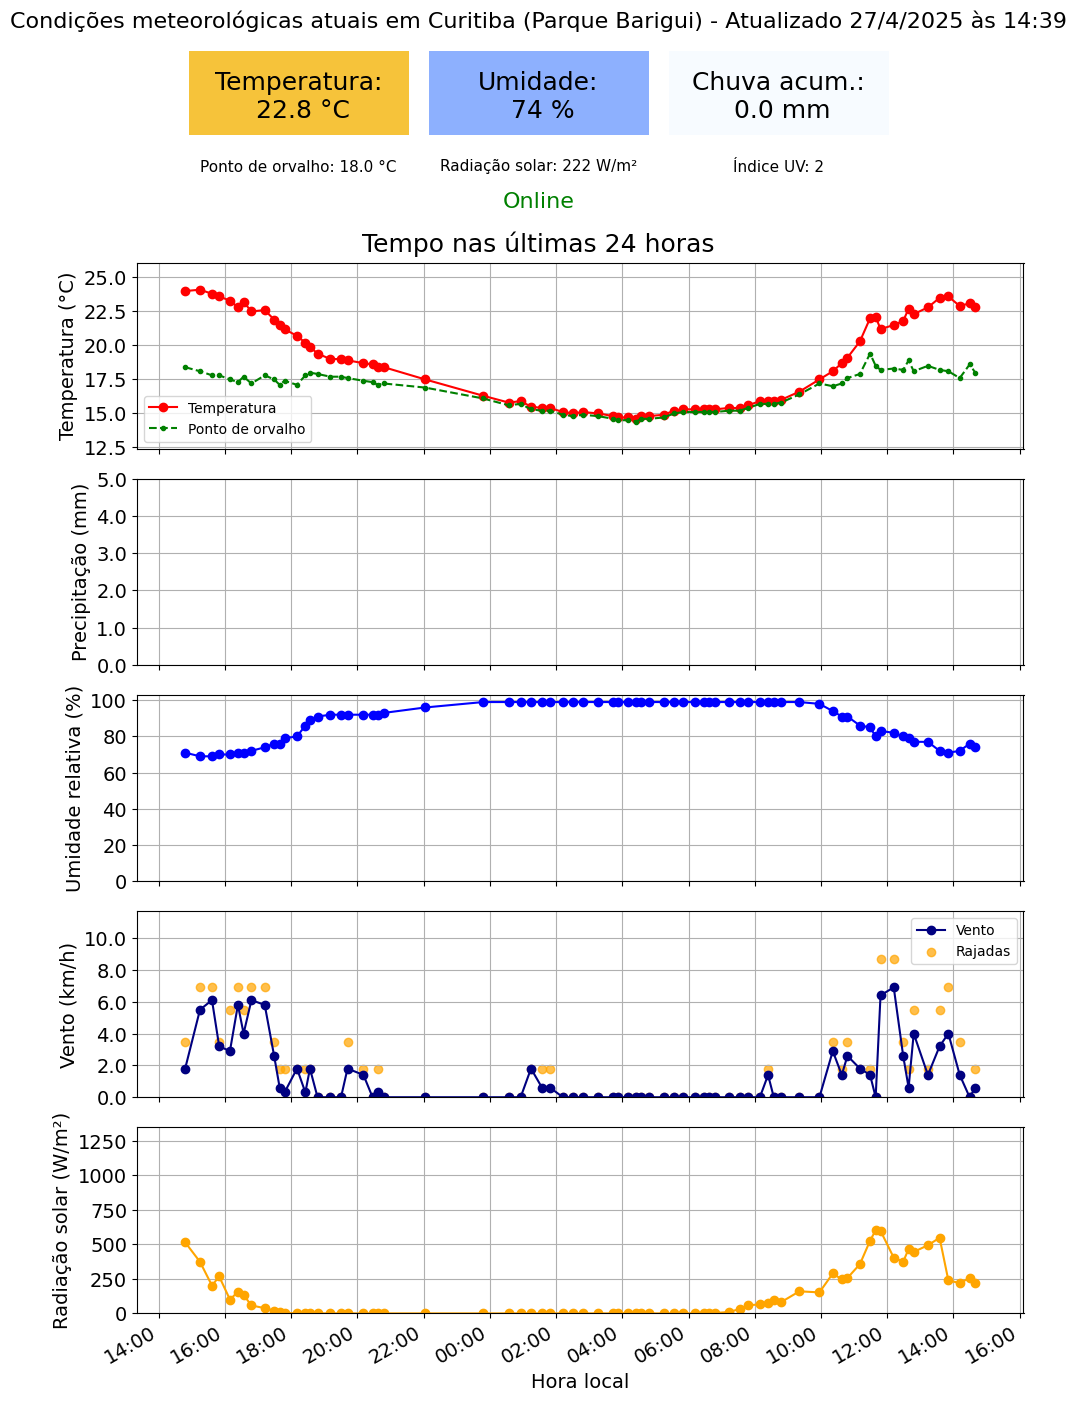 Condições meteorológicas atuais em Curitiba (Parque Barigui) - Atualizado 27/4/2025 às 14:39
Temperatura:
22.8 °C
Umidade:
74 %
Chuva acum.:
0.0 mm
Ponto de orvalho: 18.0 °C
Radiação solar: 222 W/m²
Índice UV: 2
Online
Tempo nas últimas 24 horas
Temperatura (°C)
25.0
22.5
20.0
17.5
15.0
12.5
Temperatura
Ponto de orvalho
Precipitação (mm)
5.0
4.0
3.0
2.0
1.0
0.0
Umidade relativa (%)
100
80
60
40
20
0
Vento (km/h)
10.0
8.0
6.0
4.0
2.0
0.0
Vento
Rajadas
Radiação solar (W/m²)
1250
1000
750
500
250
0
14:00
16:00
18:00
20:00
22:00
00:00
02:00
04:00
06:00
08:00
10:00
12:00
14:00
16:00
Hora local